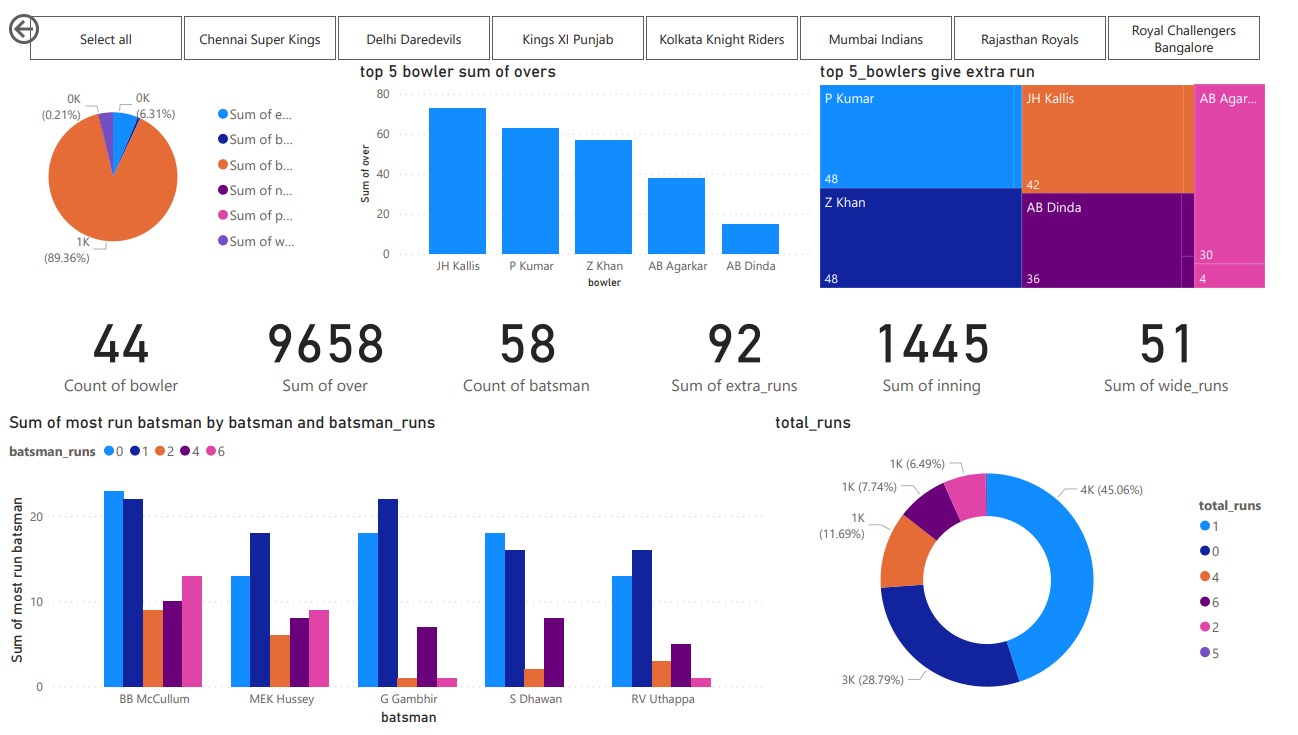 Select all
Chennai Super Kings
Delhi Daredevils
Kings XI Punjab
Kolkata Knight Riders
Mumbai Indians
Rajasthan Royals
Royal Challengers
Bangalore
0K
(0.21%)
0K
(6.31%)
1K
(89.36%)
Sum of e...
Sum of b...
Sum of b...
Sum of n...
Sum of p...
Sum of w...
top 5 bowler sum of overs
Sum of over
80
60
40
20
0
JH Kallis
P Kumar
Z Khan
AB Agarkar
AB Dinda
bowler
top 5_bowlers give extra run
P Kumar
48
Z Khan
48
JH Kallis
42
AB Dinda
36
AB Agar...
30
4
44
Count of bowler
9658
Sum of over
58
Count of batsman
92
Sum of extra_runs
1445
Sum of inning
51
Sum of wide_runs
Sum of most run batsman by batsman and batsman_runs
batsman_runs 0 1 2 4 6
Sum of most run batsman
20
10
0
BB McCullum
MEK Hussey
G Gambhir
S Dhawan
RV Uthappa
batsman
total_runs
1K (6.49%)
1K (7.74%)
1K
(11.69%)
3K (28.79%)
4K (45.06%)
total_runs
1
0
4
6
2
5